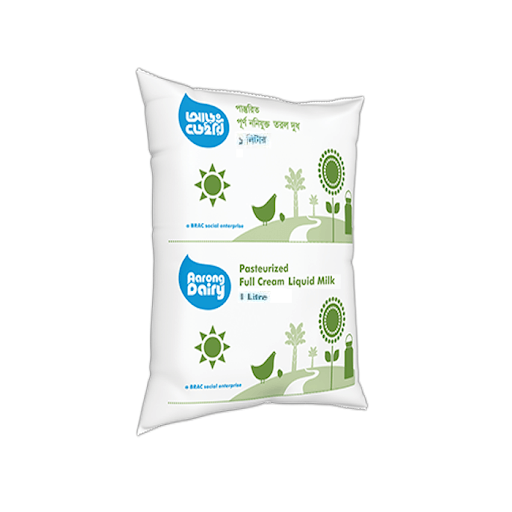 আড়ং
ডেইরি
পাস্তুরিত
পূর্ণ ননিযুক্ত তরল দুধ
১ লিটার
a BRAC social enterprise
Aarong
Dairy
Pasteurized
Full Cream Liquid Milk
1 Litre
a BRAC social enterprise